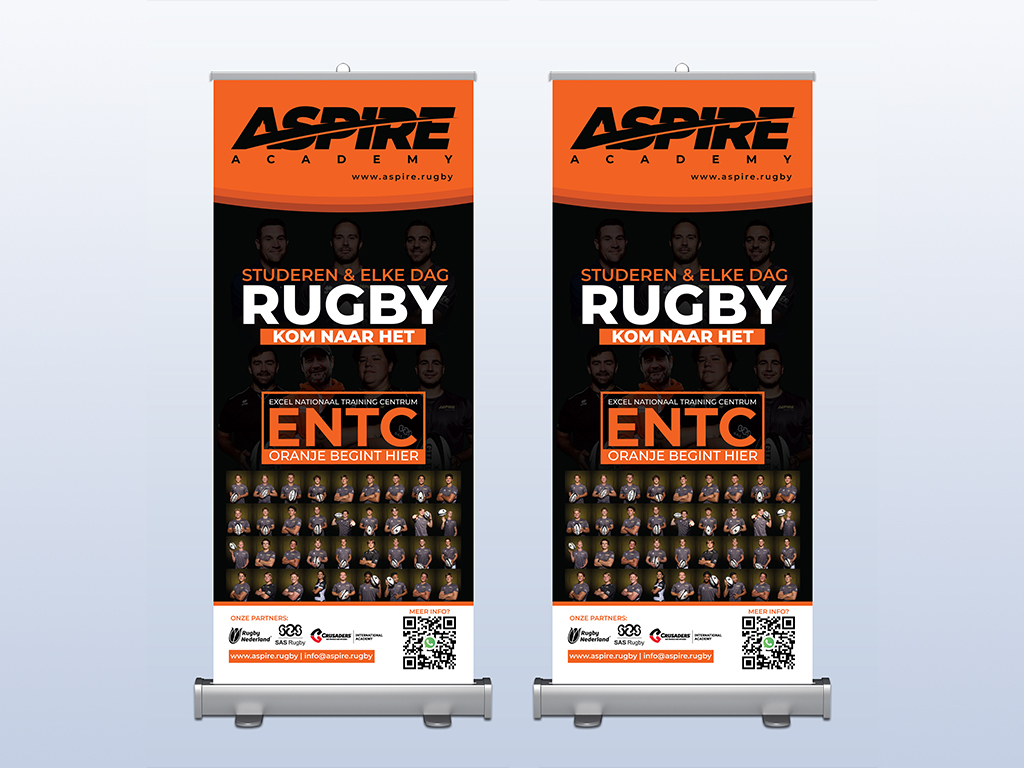 ASPIRE
ACADEMY
www.aspire.rugby
STUDEREN & ELKE DAG
RUGBY
KOM NAAR HET
EXCEL NATIONAAL TRAINING CENTRUM
ENTC
ORANJE BEGINT HIER
ONZE PARTNERS:
MEER INFO?
Rugby
Nederland
SAS Rugby
CRUSADERS
INTERNATIONAL
ACADEMY
www.aspire.rugby | info@aspire.rugby
ASPIRE
ACADEMY
www.aspire.rugby
STUDEREN & ELKE DAG
RUGBY
KOM NAAR HET
EXCEL NATIONAAL TRAINING CENTRUM
ENTC
ORANJE BEGINT HIER
ONZE PARTNERS:
MEER INFO?
Rugby
Nederland
SAS Rugby
CRUSADERS
INTERNATIONAL
ACADEMY
www.aspire.rugby | info@aspire.rugby